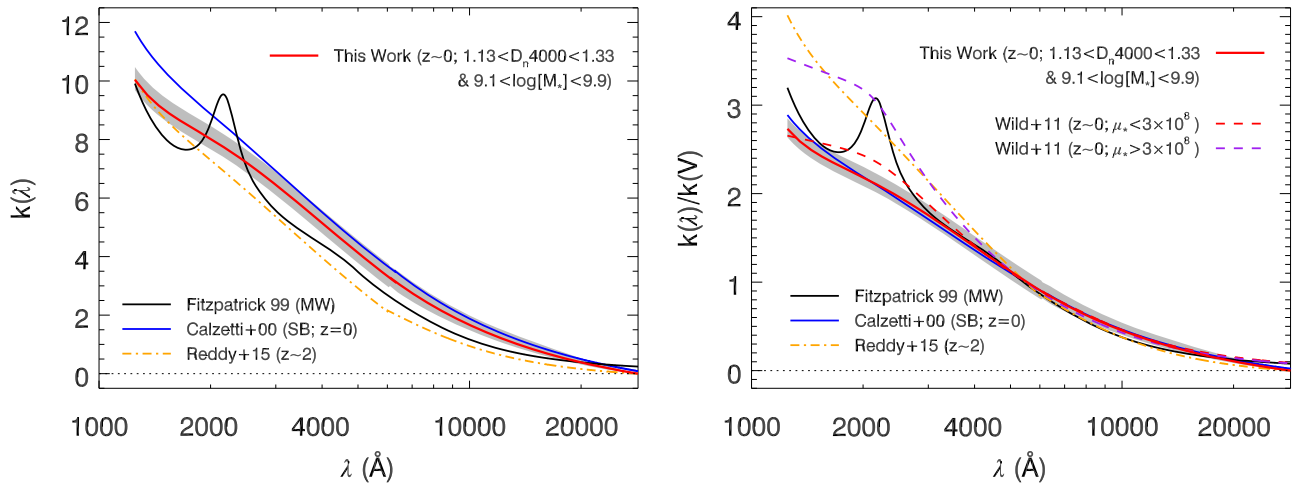 k(λ)
12
10
8
6
4
2
0
This Work (z~0; 1.13<Dn4000<1.33
& 9.1<log[M*]<9.9)
Fitzpatrick 99 (MW)
Calzetti+00 (SB; z=0)
Reddy+15 (z~2)
1000 2000 4000 10000 20000
λ (Å)
k(λ)/k(V)
4
3
2
1
0
This Work (z~0; 1.13<Dn4000<1.33
& 9.1<log[M*]<9.9)
Wild+11 (z~0; μ*<3×10⁸)
Wild+11 (z~0; μ*>3×10⁸)
Fitzpatrick 99 (MW)
Calzetti+00 (SB; z=0)
Reddy+15 (z~2)
1000 2000 4000 10000 20000
λ (Å)